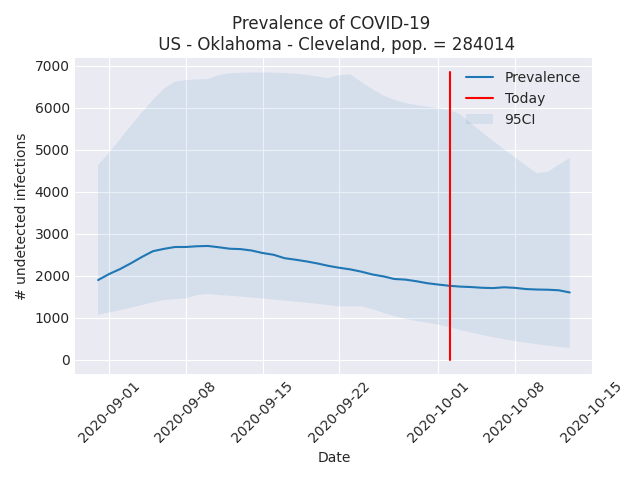 Prevalence of COVID-19
US - Oklahoma - Cleveland, pop. = 284014
7000
6000
5000
4000
3000
2000
1000
0
# undetected infections
Prevalence
Today
95CI
2020-09-01
2020-09-08
2020-09-15
2020-09-22
2020-10-01
2020-10-08
2020-10-15
Date